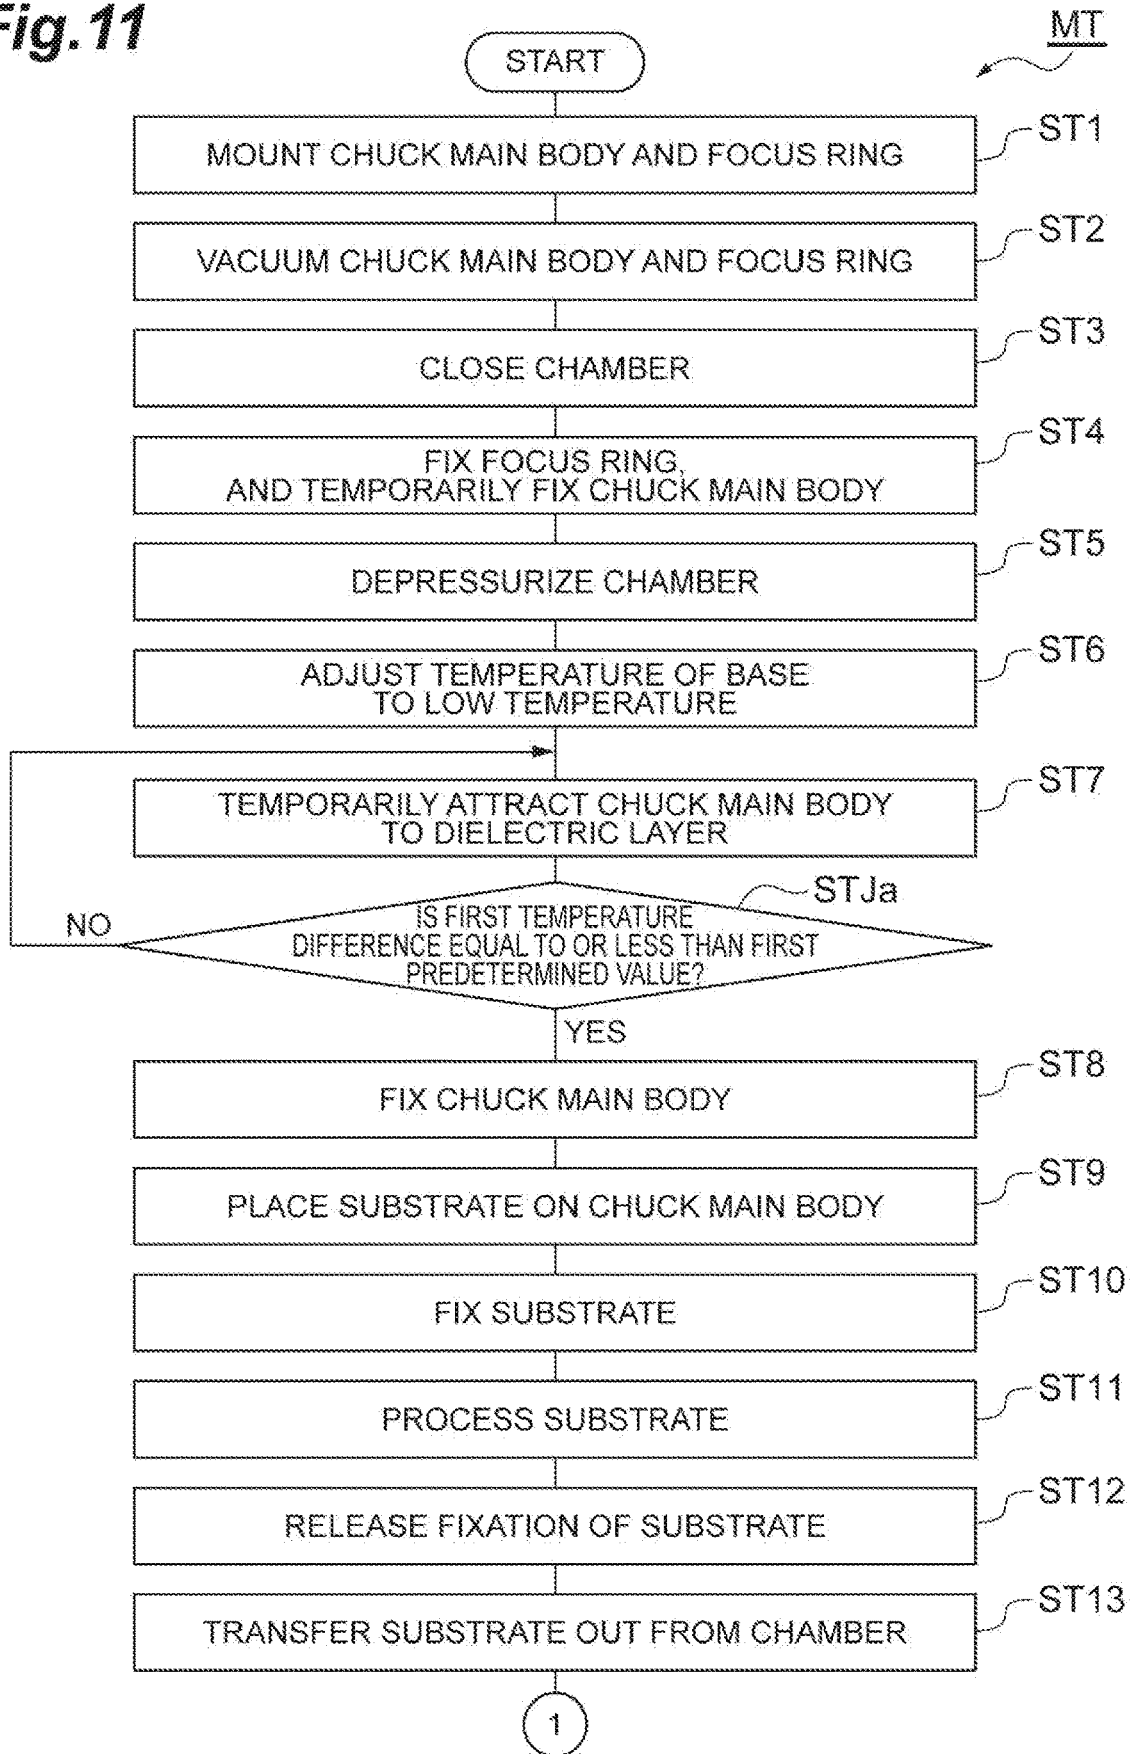 Fig.11
MT
START
MOUNT CHUCK MAIN BODY AND FOCUS RING
ST1
VACUUM CHUCK MAIN BODY AND FOCUS RING
ST2
CLOSE CHAMBER
ST3
FIX FOCUS RING,
AND TEMPORARILY FIX CHUCK MAIN BODY
ST4
DEPRESSURIZE CHAMBER
ST5
ADJUST TEMPERATURE OF BASE
TO LOW TEMPERATURE
ST6
TEMPORARILY ATTRACT CHUCK MAIN BODY
TO DIELECTRIC LAYER
ST7
STJa
NO
IS FIRST TEMPERATURE
DIFFERENCE EQUAL TO OR LESS THAN FIRST
PREDETERMINED VALUE?
YES
FIX CHUCK MAIN BODY
ST8
PLACE SUBSTRATE ON CHUCK MAIN BODY
ST9
FIX SUBSTRATE
ST10
PROCESS SUBSTRATE
ST11
RELEASE FIXATION OF SUBSTRATE
ST12
TRANSFER SUBSTRATE OUT FROM CHAMBER
ST13
1